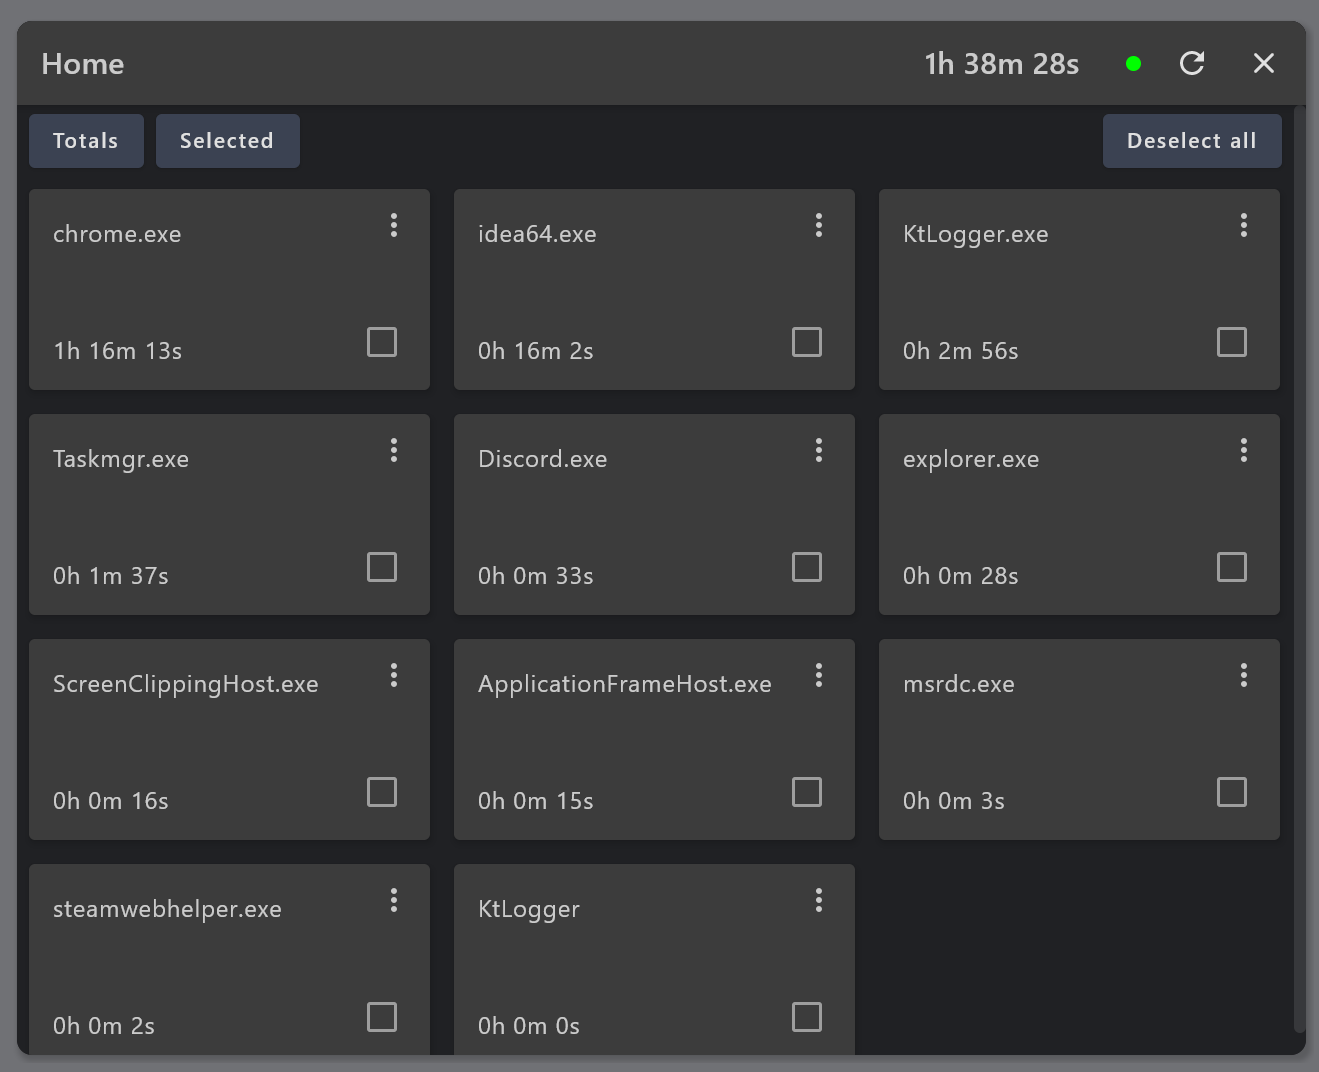 Home 1h 38m 28s
Totals Selected Deselect all
chrome.exe
1h 16m 13s
idea64.exe
0h 16m 2s
KtLogger.exe
0h 2m 56s
Taskmgr.exe
0h 1m 37s
Discord.exe
0h 0m 33s
explorer.exe
0h 0m 28s
ScreenClippingHost.exe
0h 0m 16s
ApplicationFrameHost.exe
0h 0m 15s
msrdc.exe
0h 0m 3s
steamwebhelper.exe
0h 0m 2s
KtLogger
0h 0m 0s